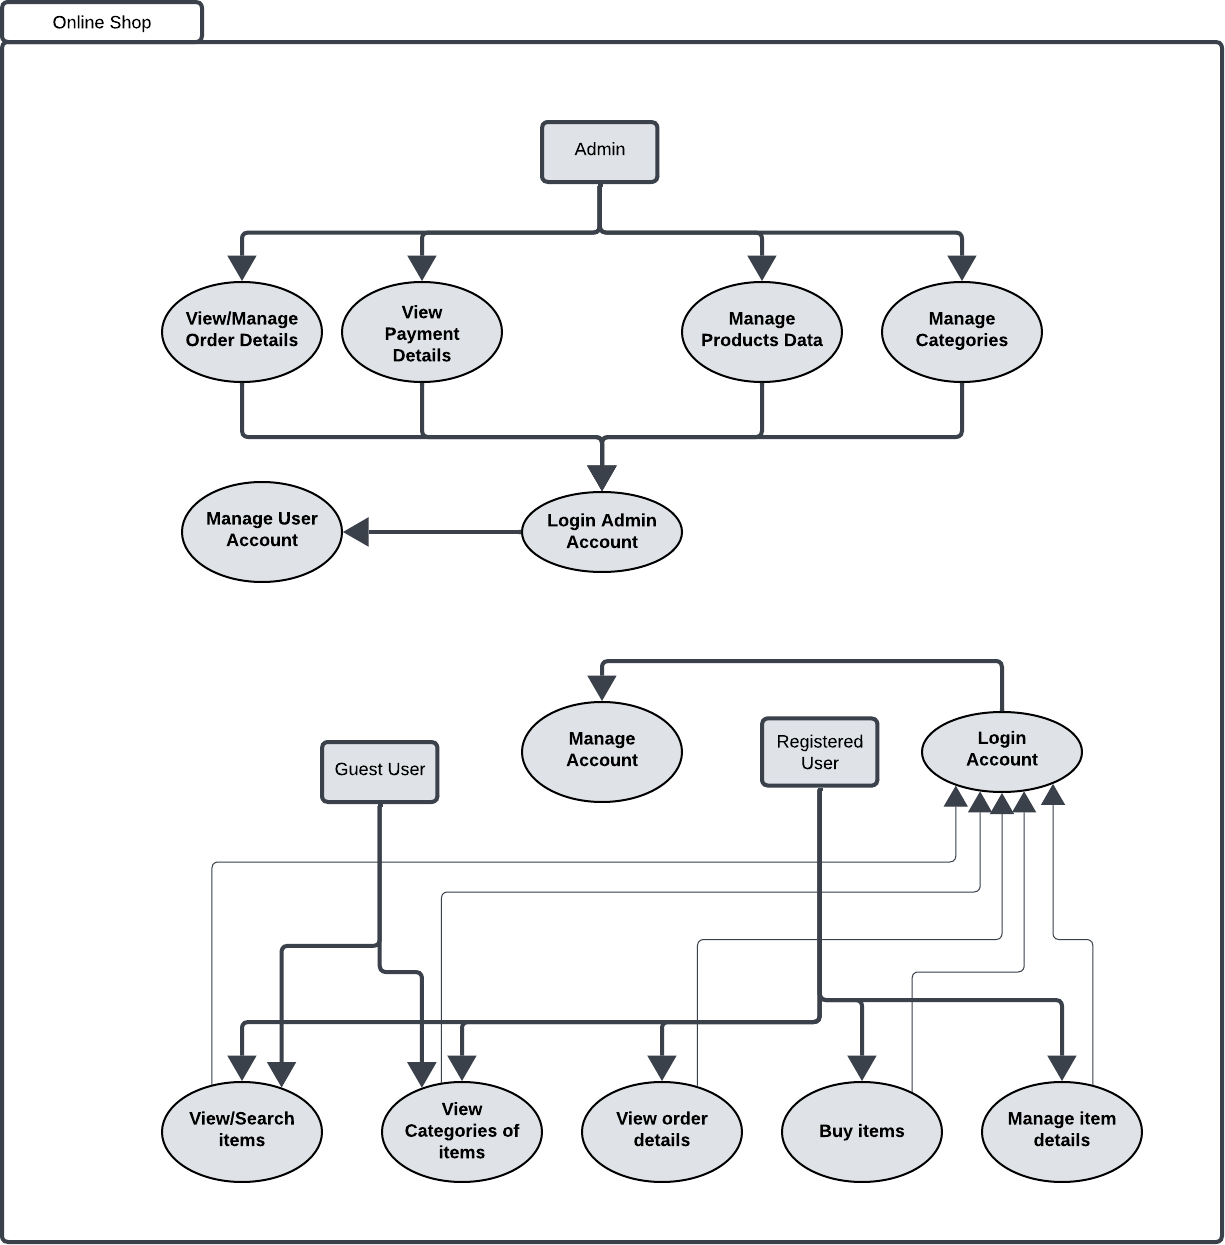 Online Shop
Admin
View/Manage
Order Details
View
Payment
Details
Manage
Products Data
Manage
Categories
Manage User
Account
Login Admin
Account
Manage
Account
Registered
User
Login
Account
Guest User
View/Search
items
View
Categories of
items
View order
details
Buy items
Manage item
details